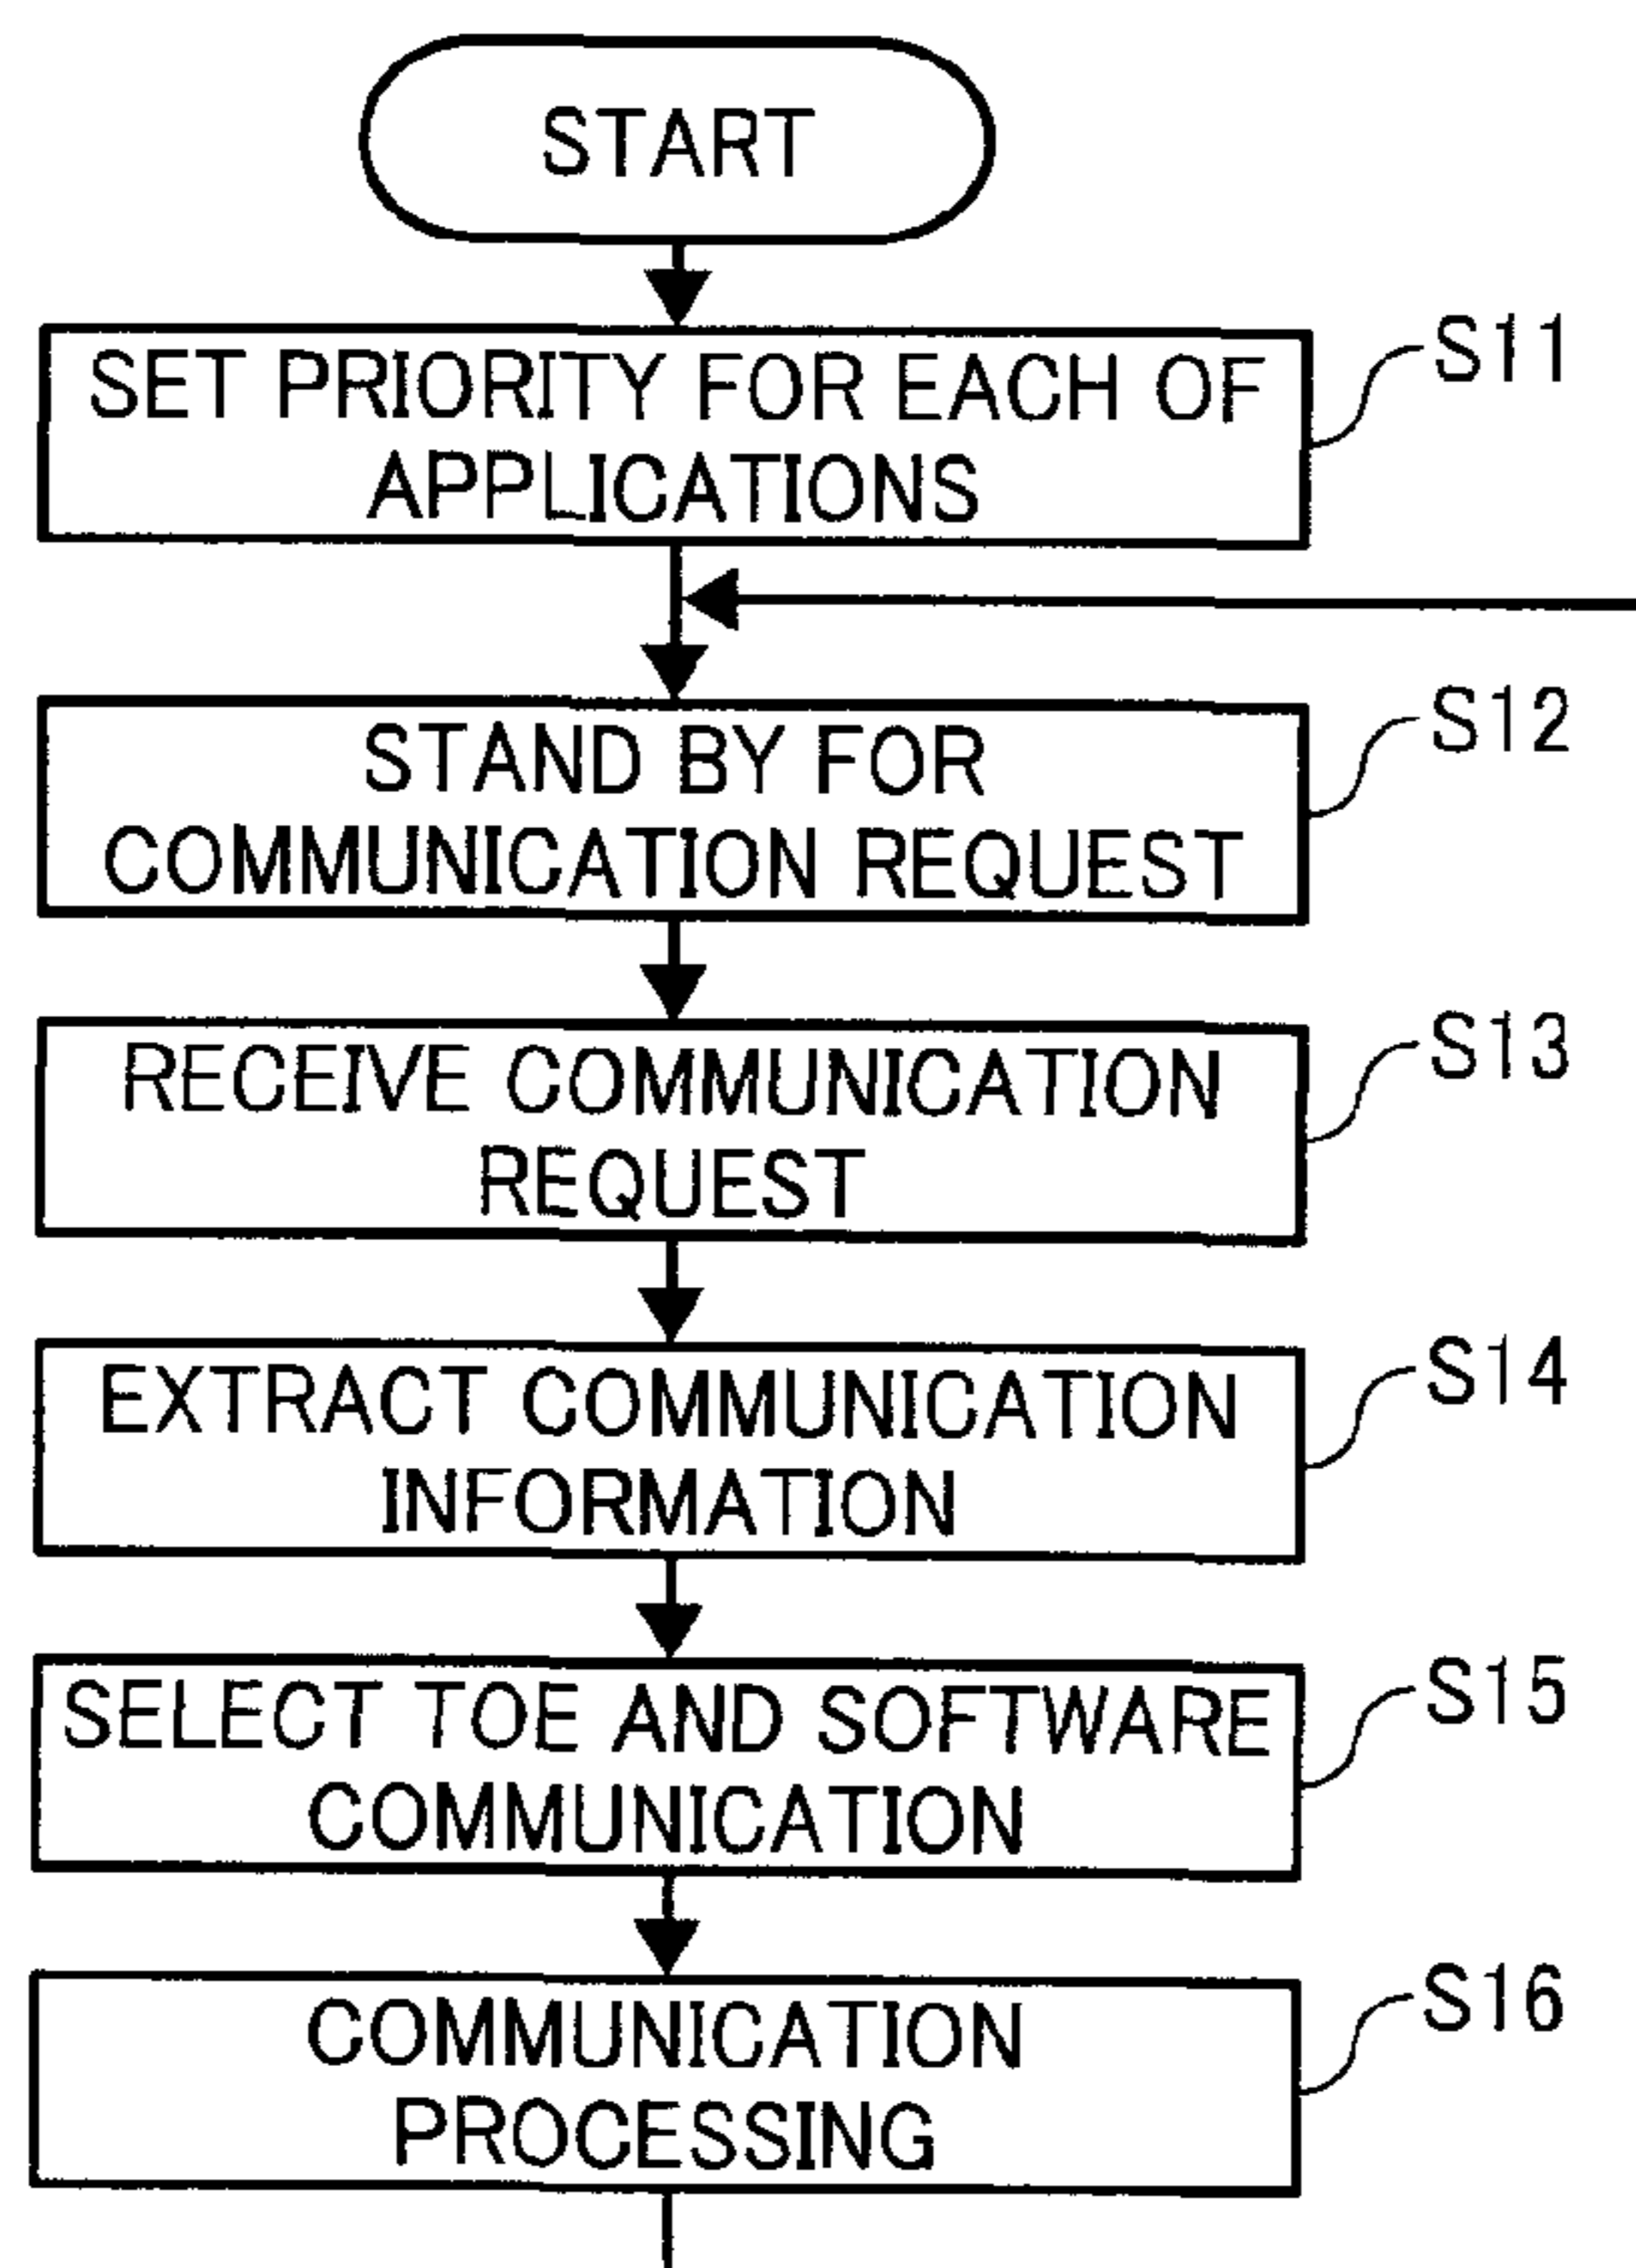 START
SET PRIORITY FOR EACH OF
APPLICATIONS
S11
STAND BY FOR
COMMUNICATION REQUEST
S12
RECEIVE COMMUNICATION
REQUEST
S13
EXTRACT COMMUNICATION
INFORMATION
S14
SELECT TOE AND SOFTWARE
COMMUNICATION
S15
COMMUNICATION
PROCESSING
S16